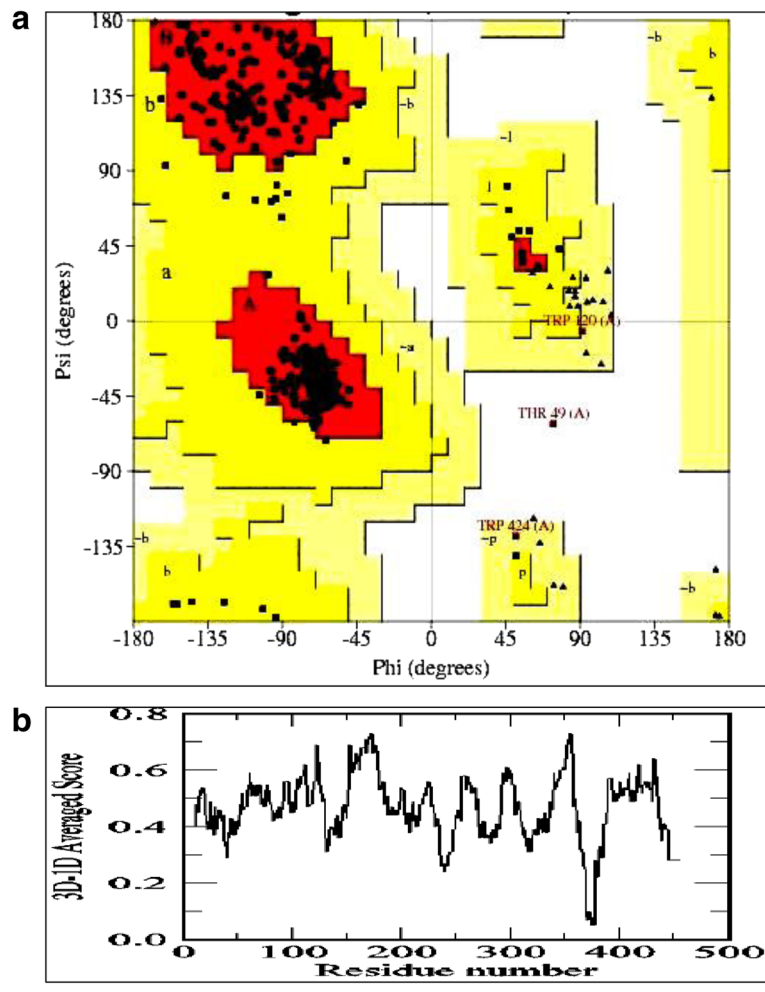 a
180
135
90
45
0
-45
-90
-135
Psi (degrees)
B
b
a
A
~b
~l
l
~b
b
~a
TRP 120 (A)
THR 49 (A)
TRP 424 (A)
~b
b
~p
p
~b
-180 -135 -90 -45 0 45 90 135 180
Phi (degrees)
b
3D-1D Averaged Score
0.8
0.6
0.4
0.2
0.0
0 100 200 300 400 500
Residue number